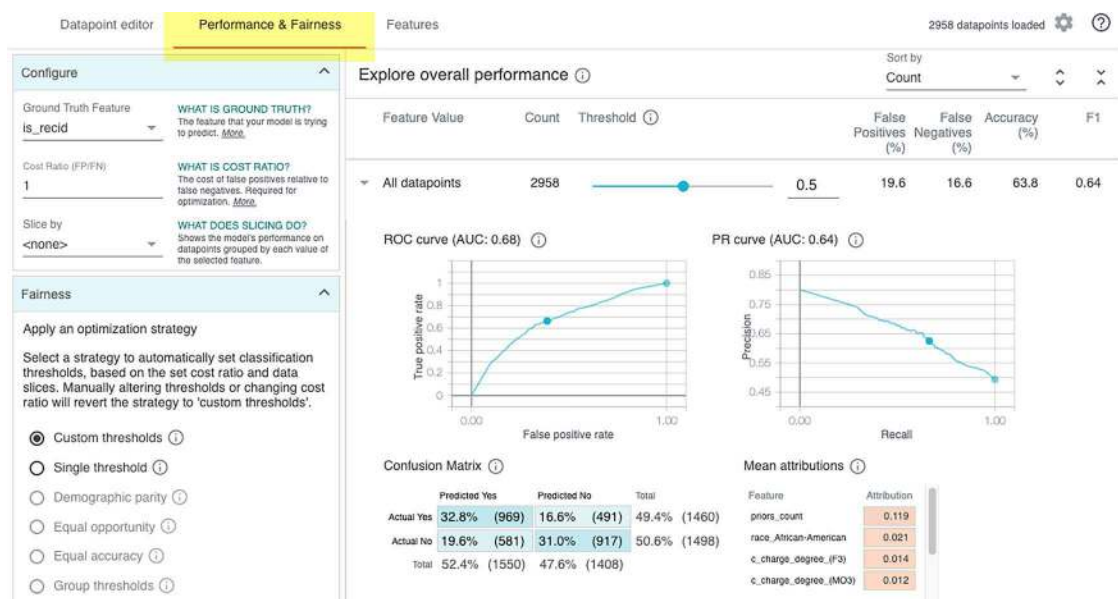 Datapoint editor Performance & Fairness Features 2958 datapoints loaded
Configure
Ground Truth Feature
is_recid
WHAT IS GROUND TRUTH?
The feature that your model is trying
to predict. More.
Cost Ratio (FP/FN)
1
WHAT IS COST RATIO?
The cost of false positives relative to
false negatives. Required for
optimization. More.
Slice by
<none>
WHAT DOES SLICING DO?
Shows the model's performance on
datapoints grouped by each value of
the selected feature.
Fairness
Apply an optimization strategy
Select a strategy to automatically set classification
thresholds, based on the set cost ratio and data
slices. Manually altering thresholds or changing cost
ratio will revert the strategy to 'custom thresholds'.
Custom thresholds
Single threshold
Demographic parity
Equal opportunity
Equal accuracy
Group thresholds
Explore overall performance
Sort by
Count
Feature Value Count Threshold False Positives (%) False Negatives (%) Accuracy (%) F1
All datapoints 2958 0.5 19.6 16.6 63.8 0.64
ROC curve (AUC: 0.68)
True positive rate
1
0.8
0.6
0.4
0.2
0
0.00 1.00
False positive rate
PR curve (AUC: 0.64)
Precision
0.85
0.75
0.65
0.55
0.45
0.00 1.00
Recall
Confusion Matrix
Predicted Yes Predicted No Total
Actual Yes 32.8% (969) 16.6% (491) 49.4% (1460)
Actual No 19.6% (581) 31.0% (917) 50.6% (1498)
Total 52.4% (1550) 47.6% (1408)
Mean attributions
Feature Attribution
priors_count 0.119
race_African-American 0.021
c_charge_degree_(F3) 0.014
c_charge_degree_(MO3) 0.012